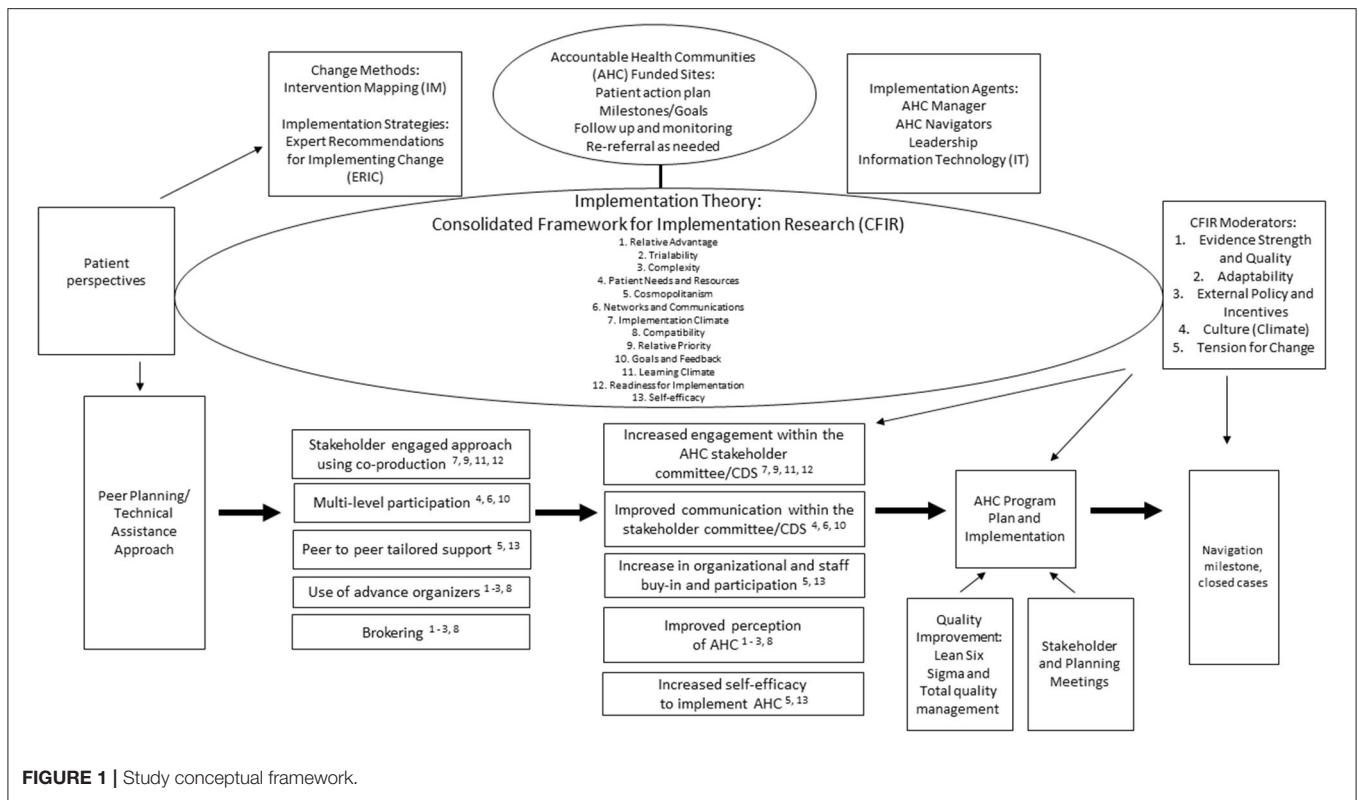 Change Methods:
Intervention Mapping (IM)
Implementation Strategies:
Expert Recommendations
for Implementing Change
(ERIC)
Accountable Health Communities
(AHC) Funded Sites:
Patient action plan
Milestones/Goals
Follow up and monitoring
Re-referral as needed
Implementation Agents:
AHC Manager
AHC Navigators
Leadership
Information Technology (IT)
Patient
perspectives
Implementation Theory:
Consolidated Framework for Implementation Research (CFIR)
1. Relative Advantage
2. Trialability
3. Complexity
4. Patient Needs and Resources
5. Cosmopolitanism
6. Networks and Communications
7. Implementation Climate
8. Compatibility
9. Relative Priority
10. Goals and Feedback
11. Learning Climate
12. Readiness for Implementation
13. Self-efficacy
CFIR Moderators:
1. Evidence Strength
and Quality
2. Adaptability
3. External Policy and
Incentives
4. Culture (Climate)
5. Tension for Change
Peer Planning/
Technical
Assistance
Approach
Stakeholder engaged approach
using co-production 7, 9, 11, 12
Multi-level participation 4, 6, 10
Peer to peer tailored support 5, 13
Use of advance organizers 1-3, 8
Brokering 1-3, 8
Increased engagement within the
AHC stakeholder
committee/CDS 7, 9, 11, 12
Improved communication within the
stakeholder committee/CDS 4, 6, 10
Increase in organizational and staff
buy-in and participation 5, 13
Improved perception
of AHC 1-3, 8
Increased self-efficacy
to implement AHC 5, 13
AHC Program
Plan and
Implementation
Quality
Improvement:
Lean Six
Sigma and
Total quality
management
Stakeholder
and Planning
Meetings
Navigation
milestone,
closed cases
FIGURE 1 | Study conceptual framework.